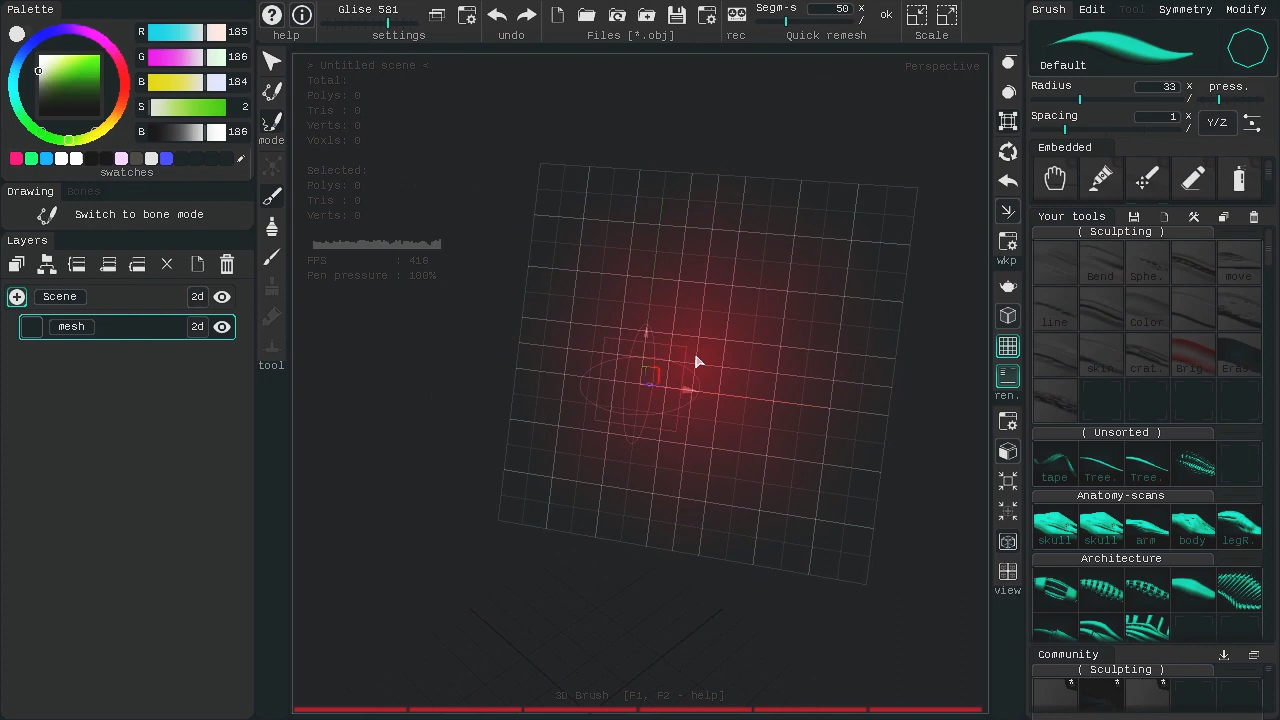 Palette
R 185
G 186
B 184
S 2
B 186
swatches
Drawing Bones
Switch to bone mode
Layers
Scene 2d
mesh 2d
help
Glise 581
settings
undo
Files [*.obj]
rec
Segm-s 50 x / ok
Quick remesh
Scale
mode
tool
> Untitled scene <
Perspective
Total:
Polys: 0
Tris : 0
Verts: 0
Voxls: 0
Selected:
Polys: 0
Tris : 0
Verts: 0
FPS : 418
Pen pressure : 100%
3D Brush [F1, F2 - help]
wkp
ren.
view
Brush Edit Tool Symmetry Modify
Default
Radius 33 x / press.
Spacing 1 x / Y/Z
Embedded
Your tools
( Sculpting )
Bend Sphe. move
line Color
skin crat. Brig. Eras
( Unsorted )
tape Tree. Tree.
Anatomy-scans
skull skull arm body legR.
Architecture
Community
( Sculpting )